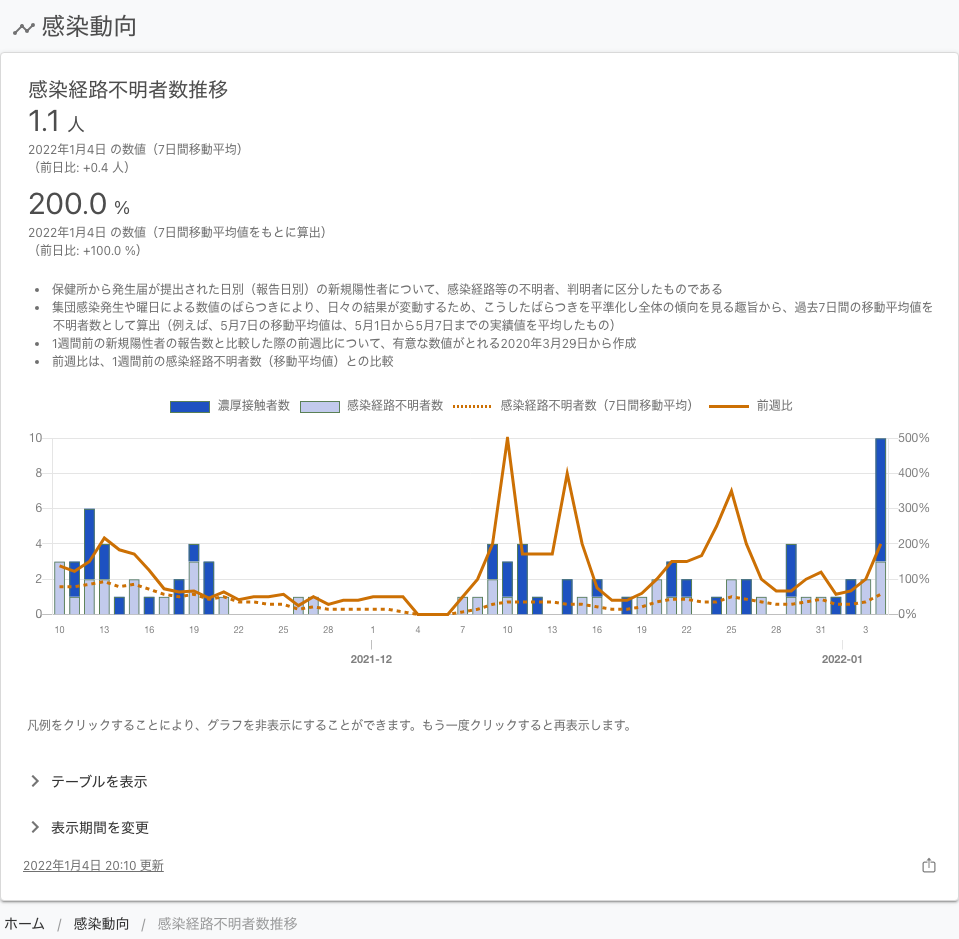 感染動向
感染経路不明者数推移
1.1 人
2022年1月4日 の数値（7日間移動平均）
（前日比: +0.4 人）
200.0 %
2022年1月4日 の数値（7日間移動平均値をもとに算出）
（前日比: +100.0 %）
• 保健所から発生届が提出された日別（報告日別）の新規陽性者について、感染経路等の不明者、判明者に区分したものである
• 集団感染発生や曜日による数値のばらつきにより、日々の結果が変動するため、こうしたばらつきを平準化し全体の傾向を見る趣旨から、過去7日間の移動平均値を
不明者数として算出（例えば、5月7日の移動平均値は、5月1日から5月7日までの実績値を平均したもの）
• 1週間前の新規陽性者の報告数と比較した際の前週比について、有意な数値がとれる2020年3月29日から作成
• 前週比は、1週間前の感染経路不明者数（移動平均値）との比較
濃厚接触者数 感染経路不明者数 感染経路不明者数（7日間移動平均） 前週比
10 500%
8 400%
6 300%
4 200%
2 100%
0 0%
10 13 16 19 22 25 28 1 4 7 10 13 16 19 22 25 28 31 3
2021-12 2022-01
凡例をクリックすることにより、グラフを非表示にすることができます。もう一度クリックすると再表示します。
テーブルを表示
表示期間を変更
2022年1月4日 20:10 更新
ホーム / 感染動向 / 感染経路不明者数推移